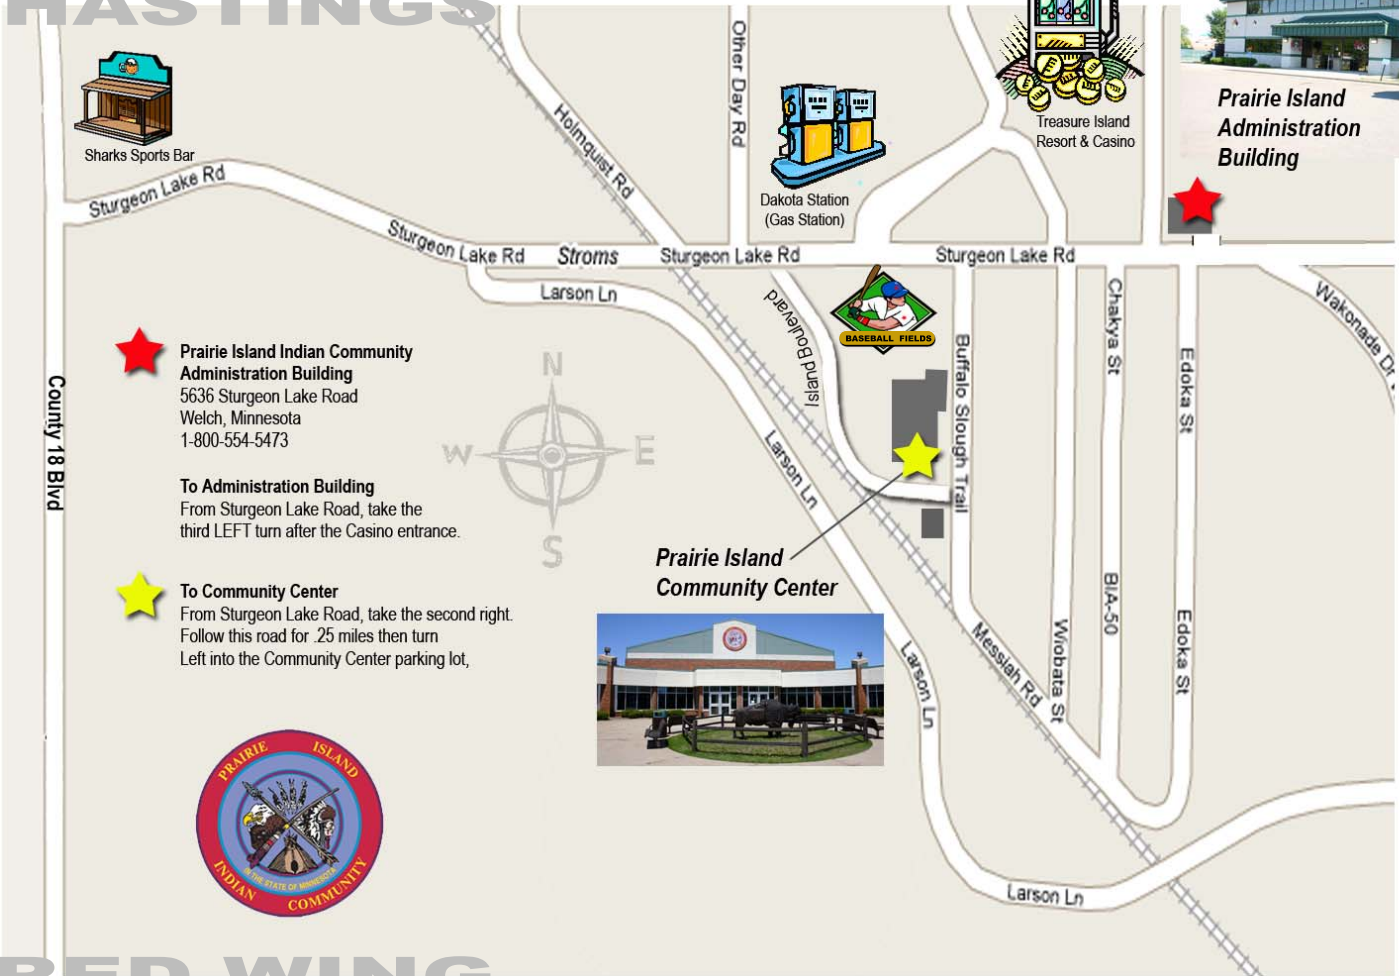 HASTINGS
Sharks Sports Bar
Sturgeon Lake Rd
Sturgeon Lake Rd
Stroms
Sturgeon Lake Rd
Sturgeon Lake Rd
Holmquist Rd
Other Day Rd
Dakota Station
(Gas Station)
Treasure Island
Resort & Casino
Prairie Island
Administration
Building
Larson Ln
Island Boulevard
BASEBALL FIELDS
Buffalo Slough Trail
Chakya St
Edoka St
Wakonade Dr
County 18 Blvd
Prairie Island Indian Community
Administration Building
5636 Sturgeon Lake Road
Welch, Minnesota
1-800-554-5473
To Administration Building
From Sturgeon Lake Road, take the
third LEFT turn after the Casino entrance.
To Community Center
From Sturgeon Lake Road, take the second right.
Follow this road for .25 miles then turn
Left into the Community Center parking lot,
N
W
E
S
Larson Ln
Prairie Island
Community Center
BIA-50
Wiobata St
Edoka St
Messiah Rd
Larson Ln
Larson Ln
PRAIRIE ISLAND
IN THE STATE OF MINNESOTA
INDIAN COMMUNITY
RED WING